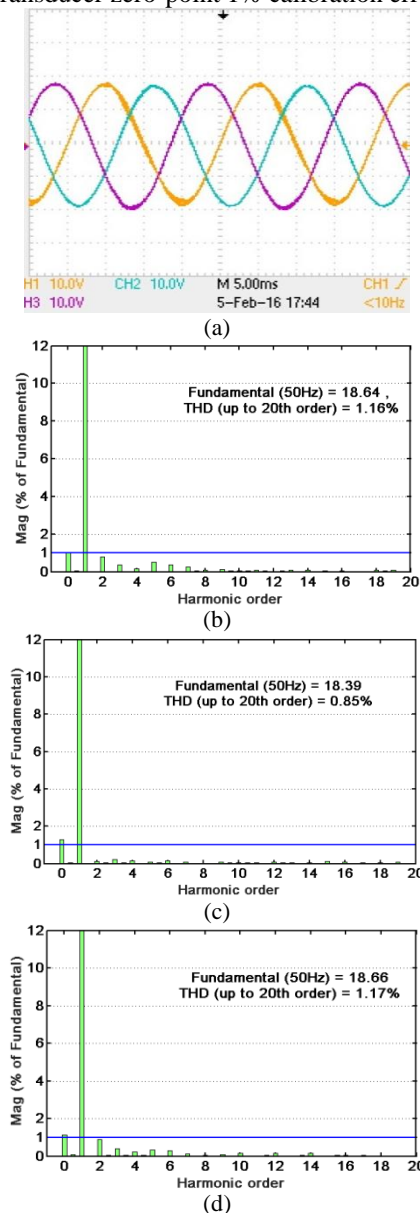 ransducer zero-point 1% calibration err
H1 10.0V CH2 10.0V M 5.00ms CH1
H3 10.0V 5-Feb-16 17:44 <10Hz
(a)
12
10
8
6
4
2
1
0
Mag (% of Fundamental)
Fundamental (50Hz) = 18.64 ,
THD (up to 20th order) = 1.16%
0 2 4 6 8 10 12 14 16 18 20
Harmonic order
(b)
12
10
8
6
4
2
1
0
Mag (% of Fundamental)
Fundamental (50Hz) = 18.39
THD (up to 20th order) = 0.85%
0 2 4 6 8 10 12 14 16 18 20
Harmonic order
(c)
12
10
8
6
4
2
1
0
Mag (% of Fundamental)
Fundamental (50Hz) = 18.66
THD (up to 20th order) = 1.17%
0 2 4 6 8 10 12 14 16 18 20
Harmonic order
(d)